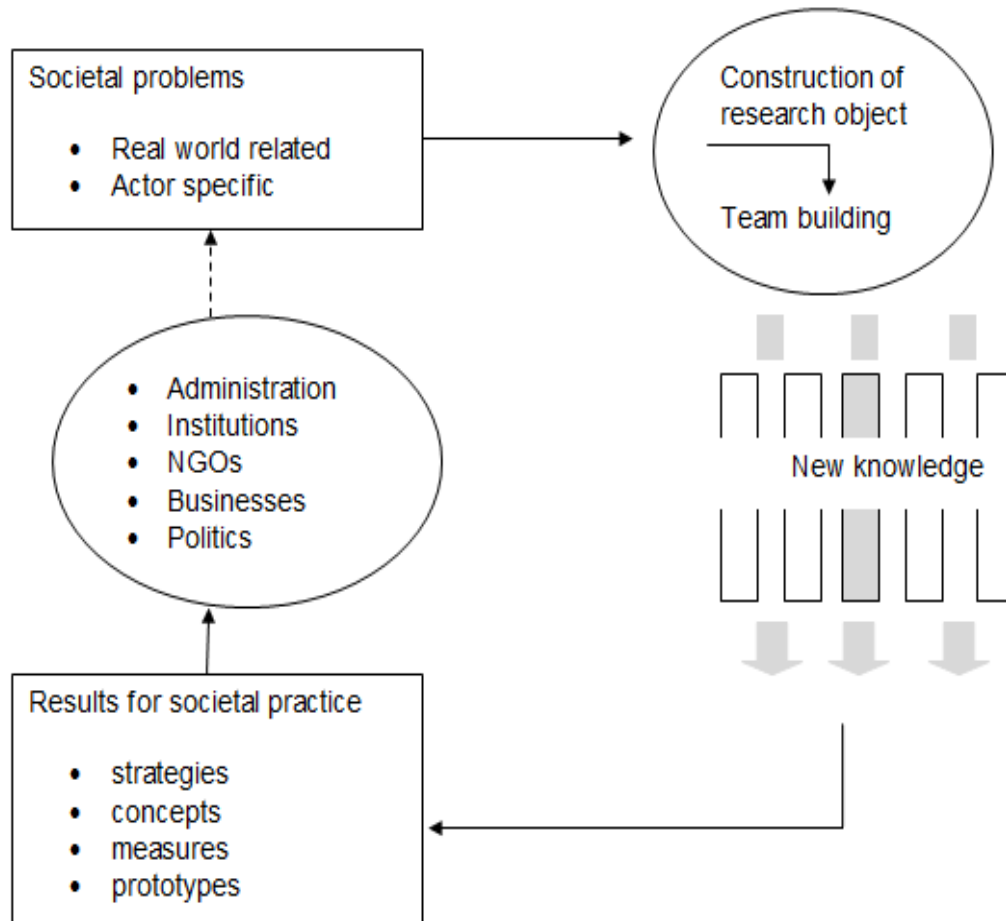 Societal problems
• Real world related
• Actor specific
Construction of
research object
Team building
• Administration
• Institutions
• NGOs
• Businesses
• Politics
New knowledge
Results for societal practice
• strategies
• concepts
• measures
• prototypes